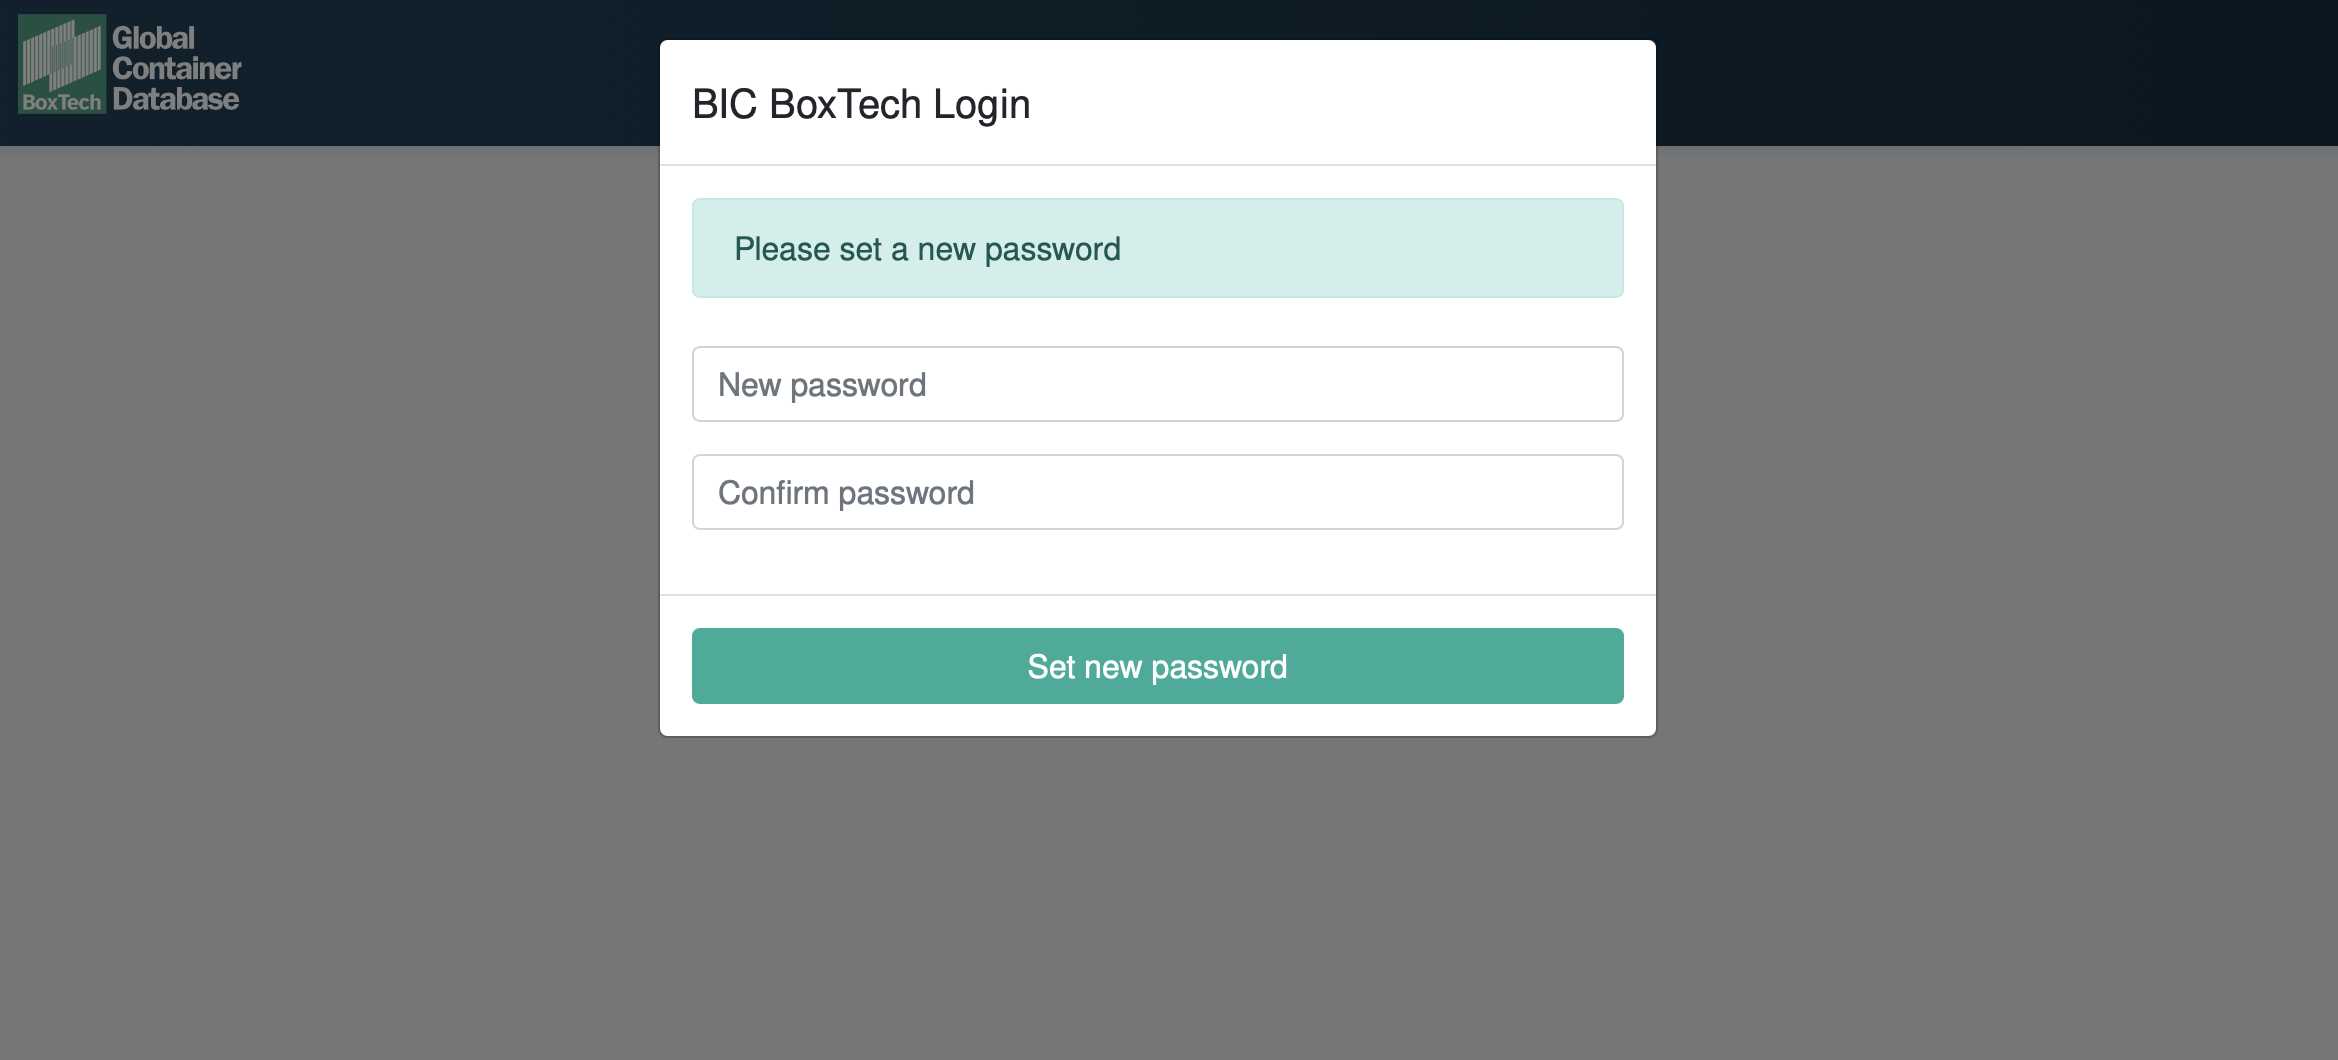 Global
Container
Database
BoxTech
BIC BoxTech Login
Please set a new password
New password
Confirm password
Set new password